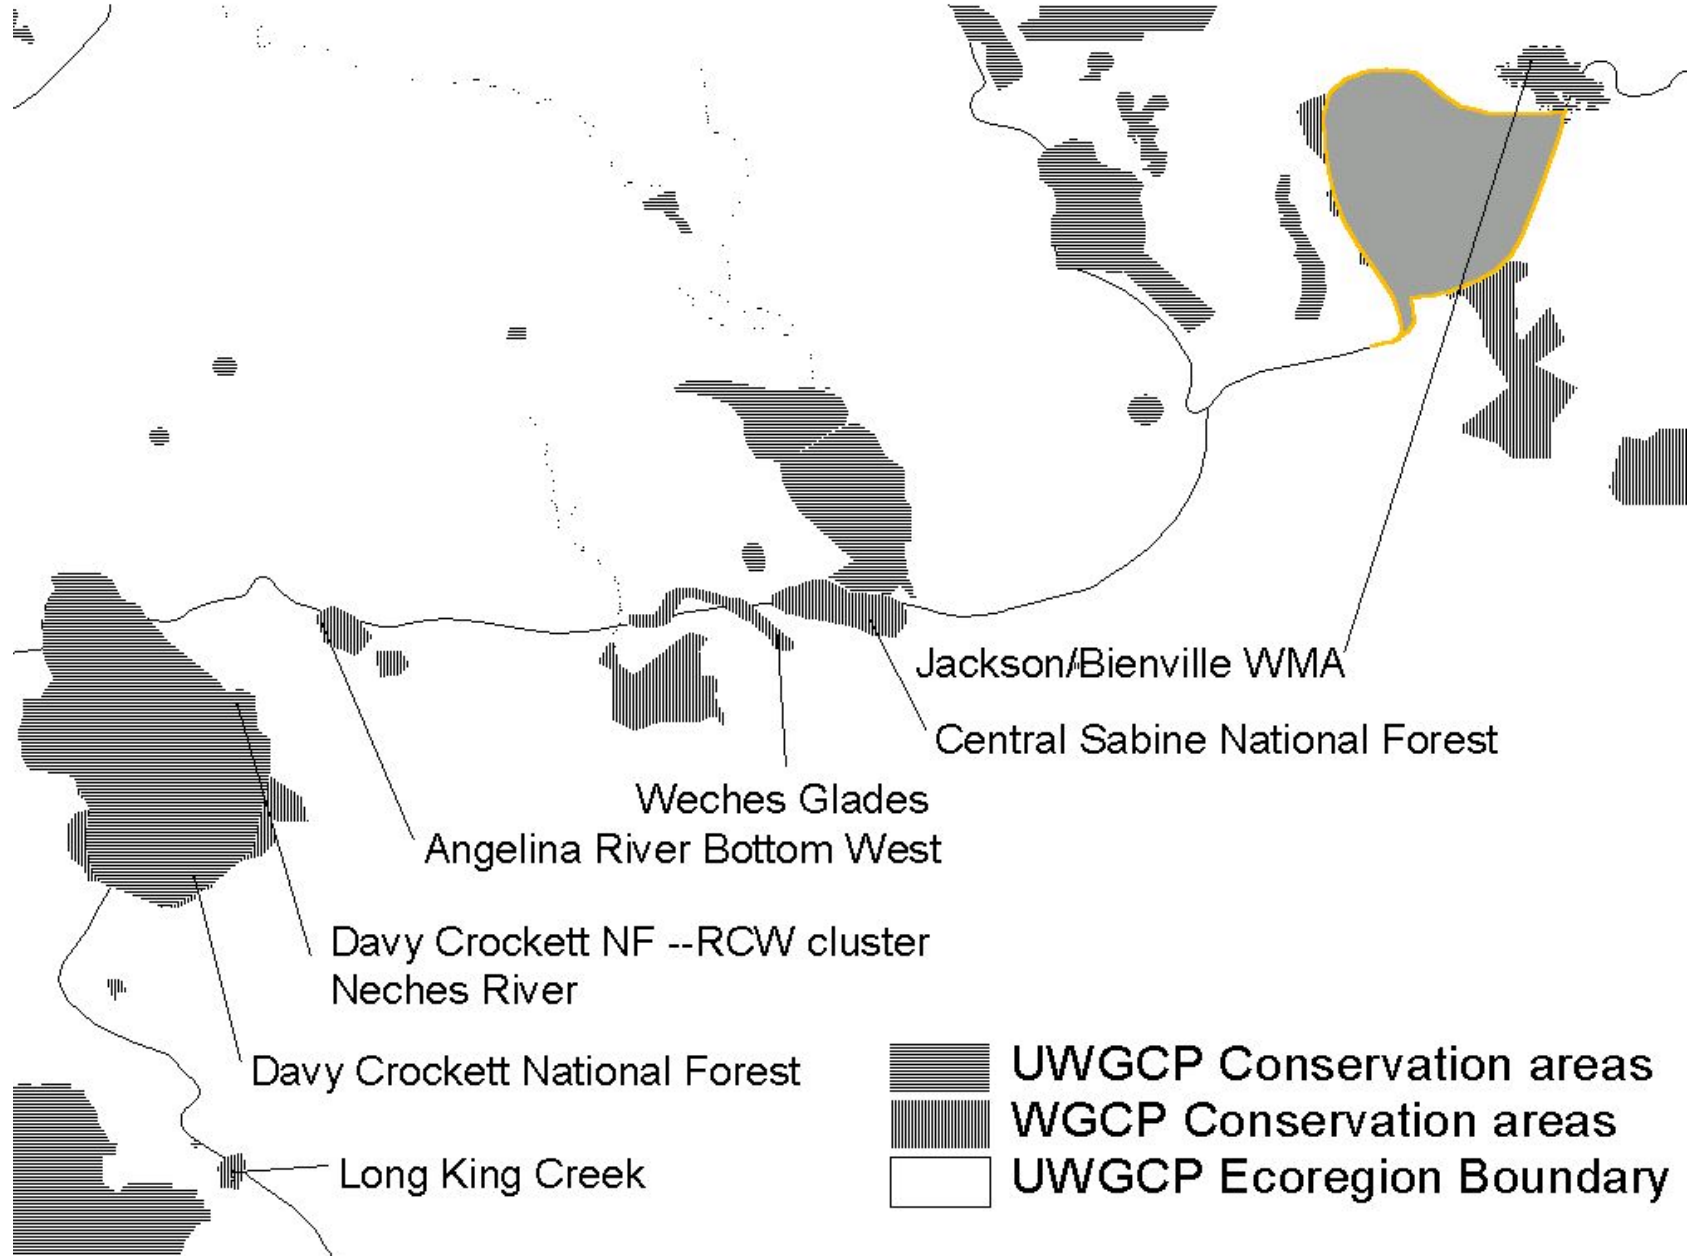 Jackson/Bienville WMA
Central Sabine National Forest
Weches Glades
Angelina River Bottom West
Davy Crockett NF --RCW cluster
Neches River
Davy Crockett National Forest
Long King Creek
UWGCP Conservation areas
WGCP Conservation areas
UWGCP Ecoregion Boundary